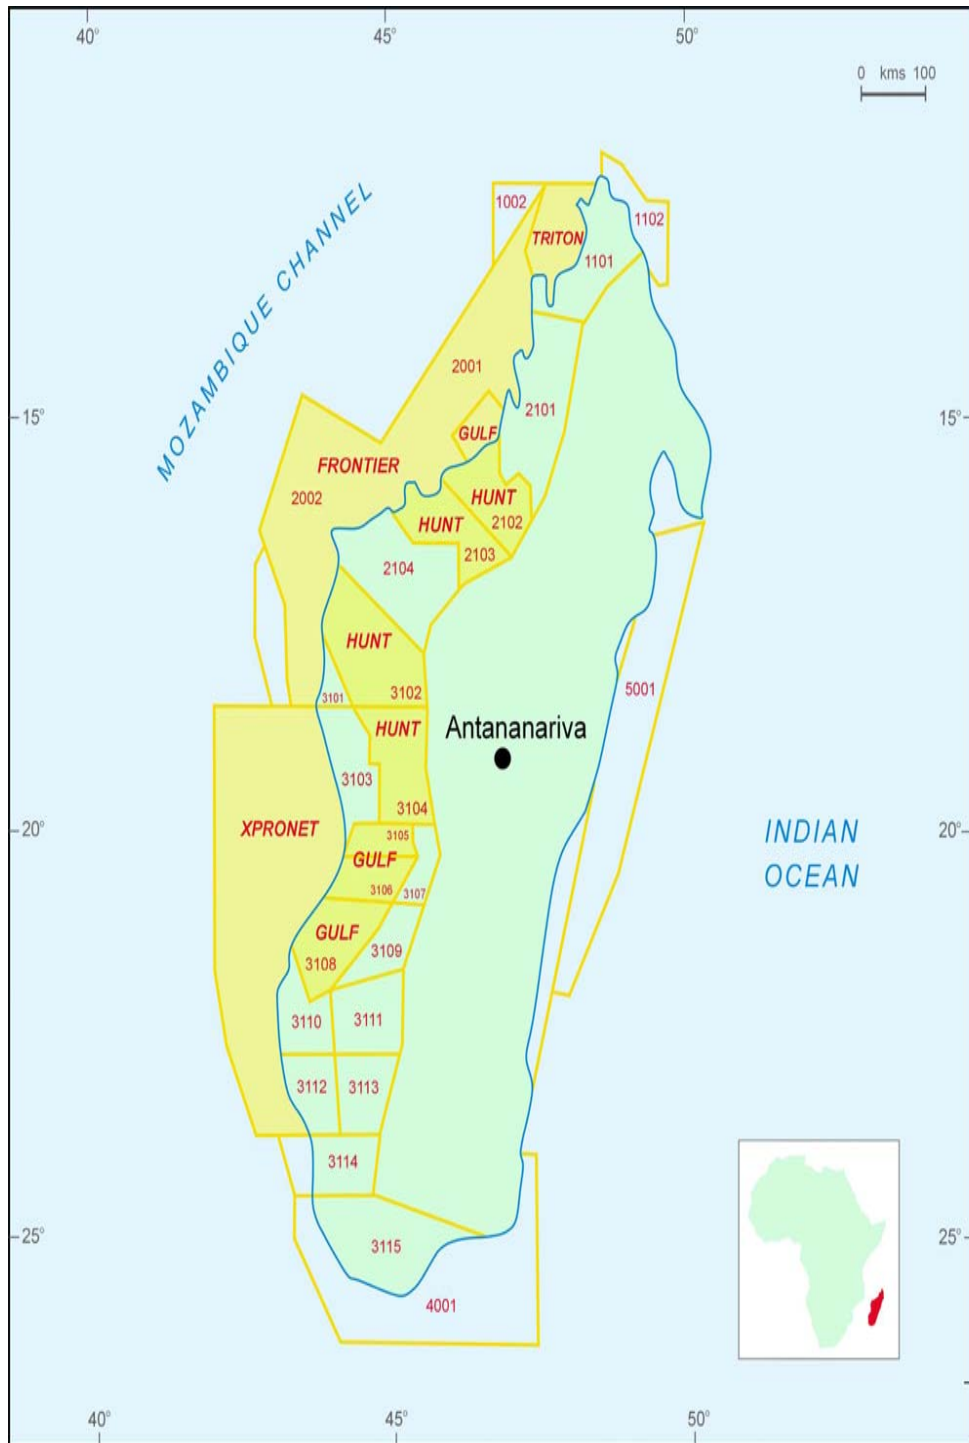 40° 45° 50°
0 kms 100
1002
1102
TRITON
1101
MOZAMBIQUE CHANNEL
2001
2101
15° 15°
GULF
FRONTIER
2002
HUNT
2102
HUNT
2103
2104
HUNT
3101 3102
5001
HUNT
Antananariva
3103
3104
XPRONET
20° 20°
3105
INDIAN
OCEAN
GULF
3106 3107
GULF
3109
3108
3110 3111
3112 3113
3114
25° 25°
3115
4001
40° 45° 50°